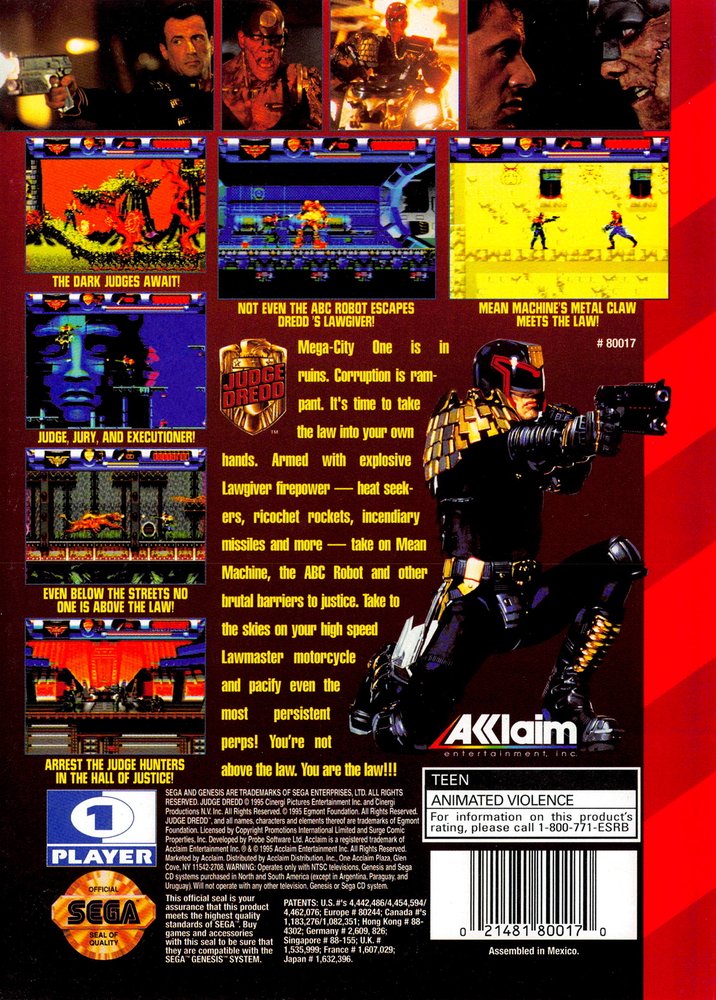 THE DARK JUDGES AWAIT!
NOT EVEN THE ABC ROBOT ESCAPES
DREDD 'S LAWGIVER!
MEAN MACHINE'S METAL CLAW
MEETS THE LAW!
JUDGE, JURY, AND EXECUTIONER!
EVEN BELOW THE STREETS NO
ONE IS ABOVE THE LAW!
ARREST THE JUDGE HUNTERS
IN THE HALL OF JUSTICE!
# 80017
JUDGE
DREDD
TM
Mega-City One is in
ruins. Corruption is ram-
pant. It's time to take
the law into your own
hands. Armed with explosive
Lawgiver firepower — heat seek-
ers, ricochet rockets, incendiary
missiles and more — take on Mean
Machine, the ABC Robot and other
brutal barriers to justice. Take to
the skies on your high speed
Lawmaster motorcycle
and pacify even the
most persistent
perps! You're not
above the law. You are the law!!!
AKklaim
entertainment, inc.
TEEN
ANIMATED VIOLENCE
For information on this product's
rating, please call 1-800-771-ESRB
1
PLAYER
SEGA AND GENESIS ARE TRADEMARKS OF SEGA ENTERPRISES, LTD. ALL RIGHTS
RESERVED. JUDGE DREDD © 1995 Cinergi Pictures Entertainment Inc. and Cinergi
Productions N.V. Inc. All Rights Reserved. © 1995 Egmont Foundation. All Rights Reserved.
JUDGE DREDD, and all names, characters and elements thereof are trademarks of Egmont
Foundation. Licensed by Copyright Promotions International Limited and Surge Comic
Properties, Inc. Developed by Probe Software Ltd. Acclaim is a registered trademark of
Acclaim Entertainment Inc. ® & © 1995 Acclaim Entertainment Inc. All Rights Reserved.
Marketed by Acclaim. Distributed by Acclaim Distribution, Inc., One Acclaim Plaza, Glen
Cove, NY 11542-2708. WARNING: Operates only with NTSC televisions, Genesis and Sega
CD systems purchased in North and South America (except in Argentina, Paraguay, and
Uruguay). Will not operate with any other television, Genesis or Sega CD system.
OFFICIAL
SEGA
SEAL OF
QUALITY
This official seal is your
assurance that this product
meets the highest quality
standards of SEGA™. Buy
games and accessories
with this seal to be sure that
they are compatible with the
SEGA™ GENESIS™ SYSTEM.
PATENTS: U.S. #'s 4,442,486/4,454,594/
4,462,076; Europe # 80244; Canada #'s
1,183,276/1,082,351; Hong Kong # 88-
4302; Germany # 2,609,826;
Singapore # 88-155; U.K. #
1,535,999; France # 1,607,029;
Japan # 1,632,396.
0 21481 80017 0
Assembled in Mexico.